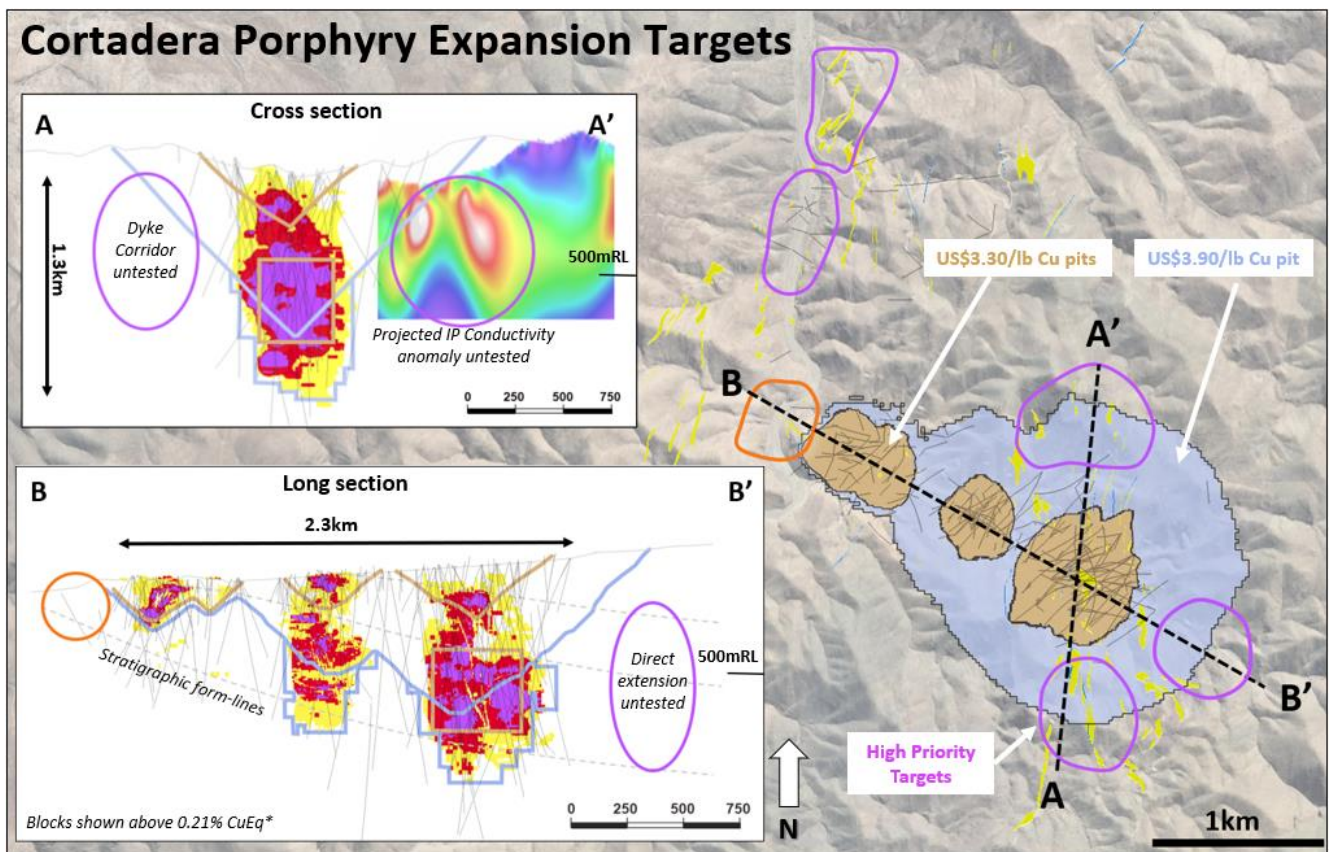 Cortadera Porphyry Expansion Targets
A
Cross section
A’
1.3km
Dyke
Corridor
untested
500mRL
Projected IP Conductivity
anomaly untested
0 250 500 750
B
Long section
B’
2.3km
Stratigraphic form-lines
500mRL
Direct
extension
untested
Blocks shown above 0.21% CuEq*
0 250 500 750
N
US$3.30/lb Cu pits
US$3.90/lb Cu pit
A’
B
B’
High Priority
Targets
A
1km